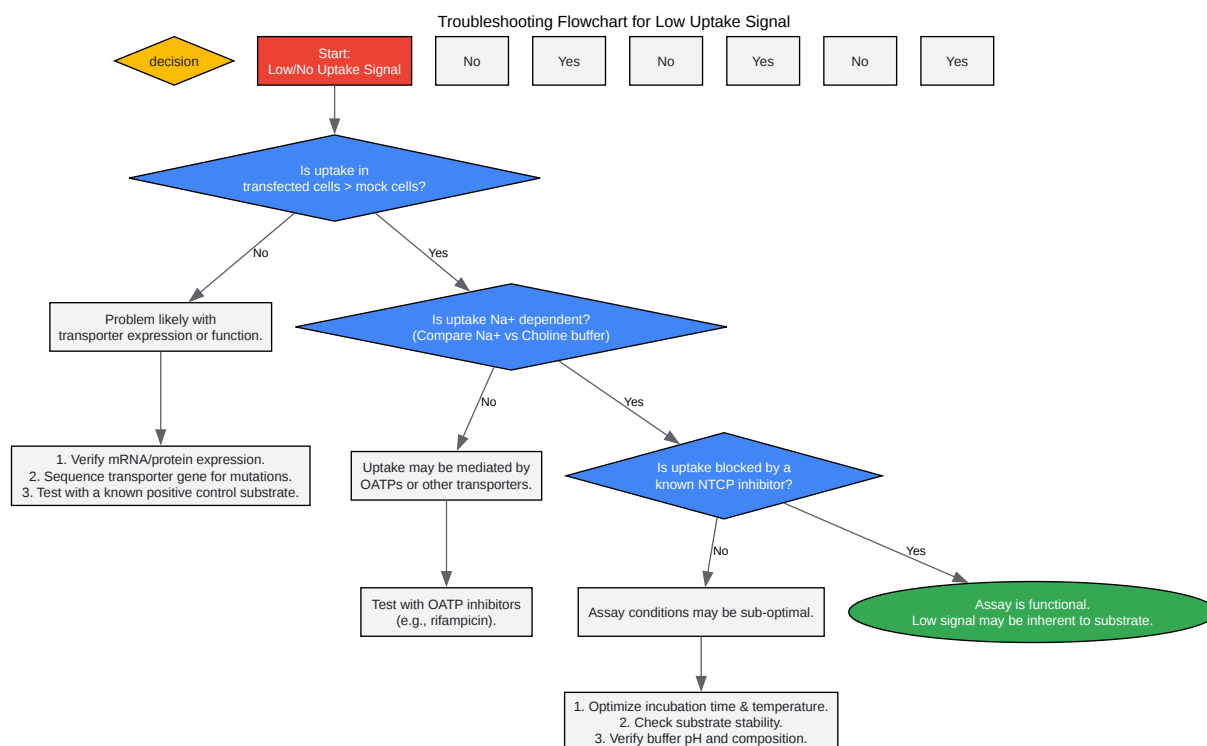 Troubleshooting Flowchart for Low Uptake Signal
decision
Start:
Low/No Uptake Signal
No
Yes
No
Yes
No
Yes
Is uptake in
transfected cells > mock cells?
No
Yes
Problem likely with
transporter expression or function.
Is uptake Na+ dependent?
(Compare Na+ vs Choline buffer)
No
Yes
1. Verify mRNA/protein expression.
2. Sequence transporter gene for mutations.
3. Test with a known positive control substrate.
Uptake may be mediated by
OATPs or other transporters.
Is uptake blocked by a
known NTCP inhibitor?
No
Yes
Test with OATP inhibitors
(e.g., rifampicin).
Assay conditions may be sub-optimal.
Assay is functional.
Low signal may be inherent to substrate.
1. Optimize incubation time & temperature.
2. Check substrate stability.
3. Verify buffer pH and composition.